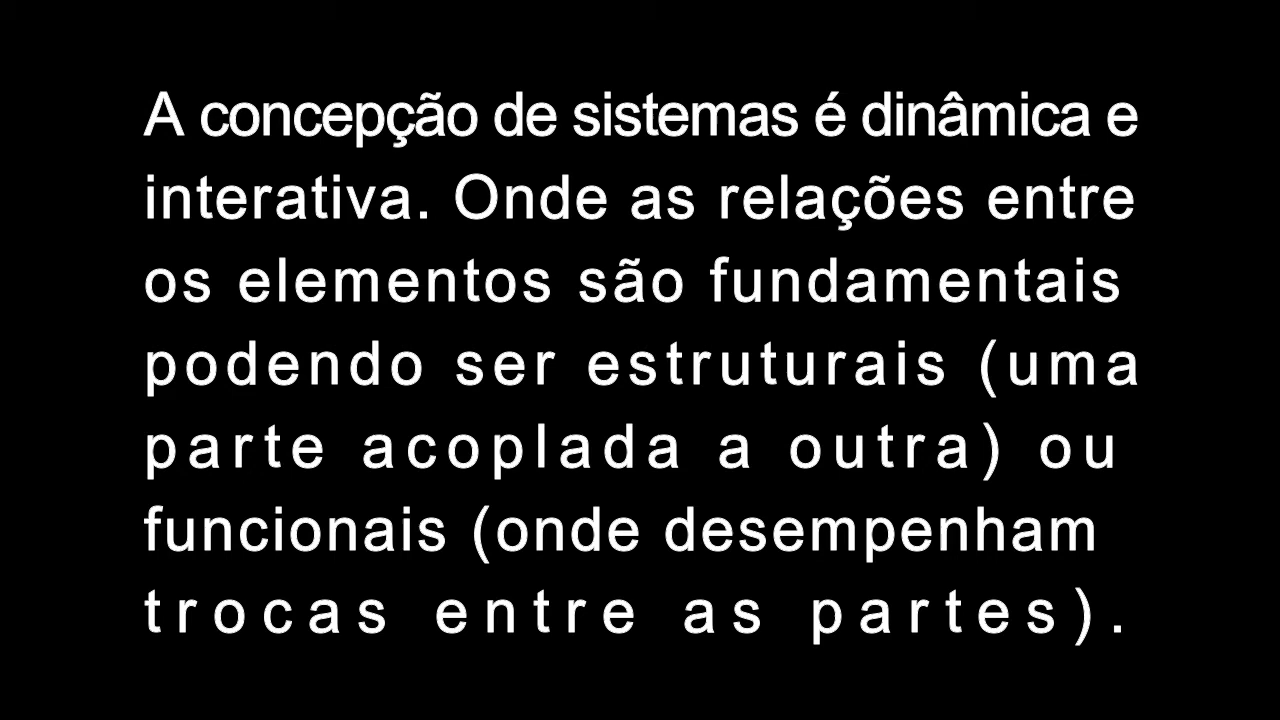 A concepção de sistemas é dinâmica e
interativa. Onde as relações entre
os elementos são fundamentais
podendo ser estruturais (uma
parte acoplada a outra) ou
funcionais (onde desempenham
trocas entre as partes).